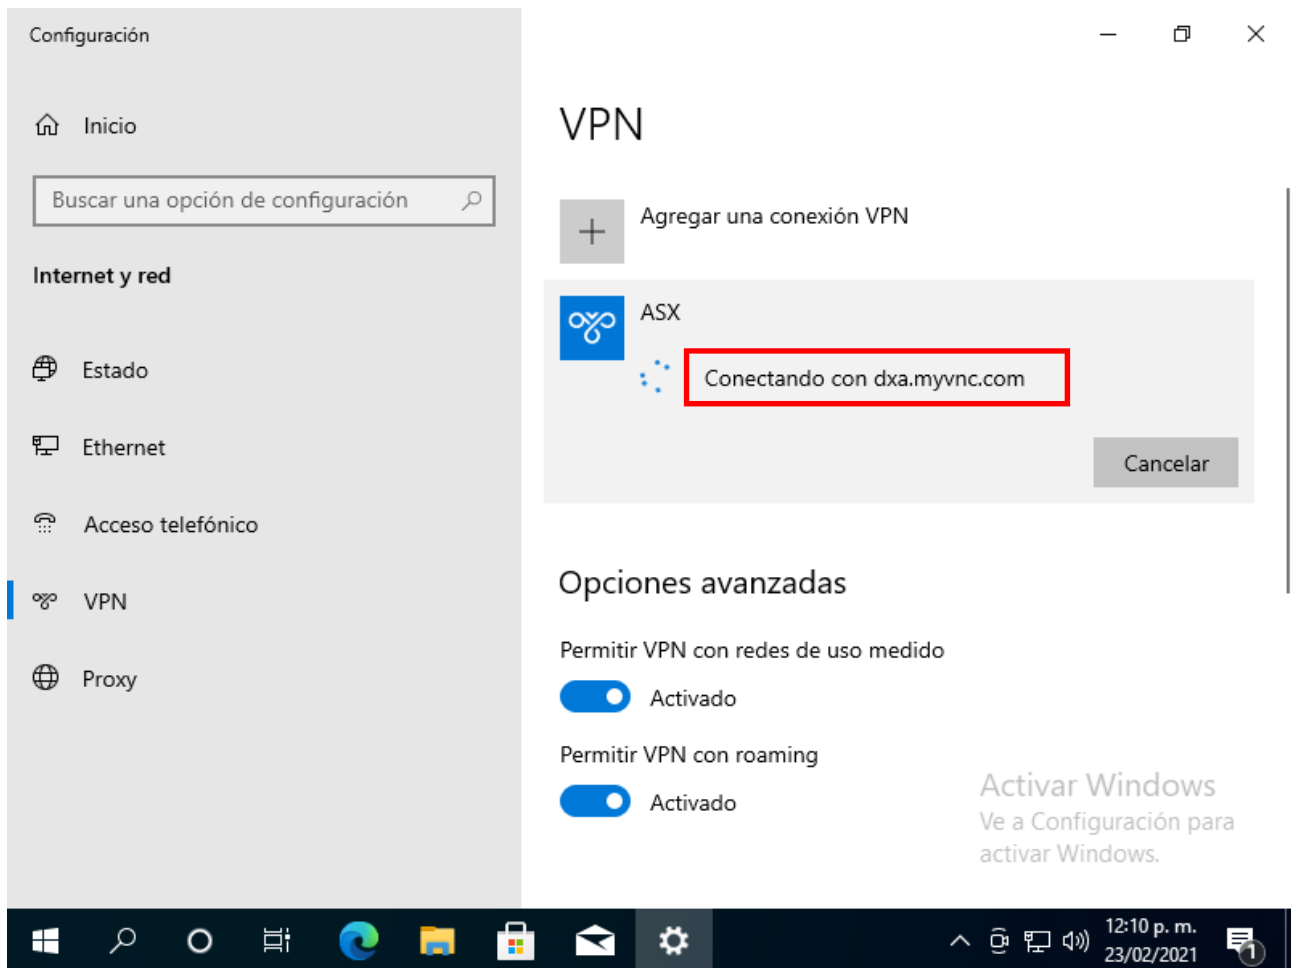 Configuración
Inicio
Buscar una opción de configuración
Internet y red
Estado
Ethernet
Acceso telefónico
VPN
Proxy
VPN
Agregar una conexión VPN
ASX
Conectando con dxa.myvnc.com
Cancelar
Opciones avanzadas
Permitir VPN con redes de uso medido
Activado
Permitir VPN con roaming
Activado
Activar Windows
Ve a Configuración para
activar Windows.
12:10 p. m.
23/02/2021
1